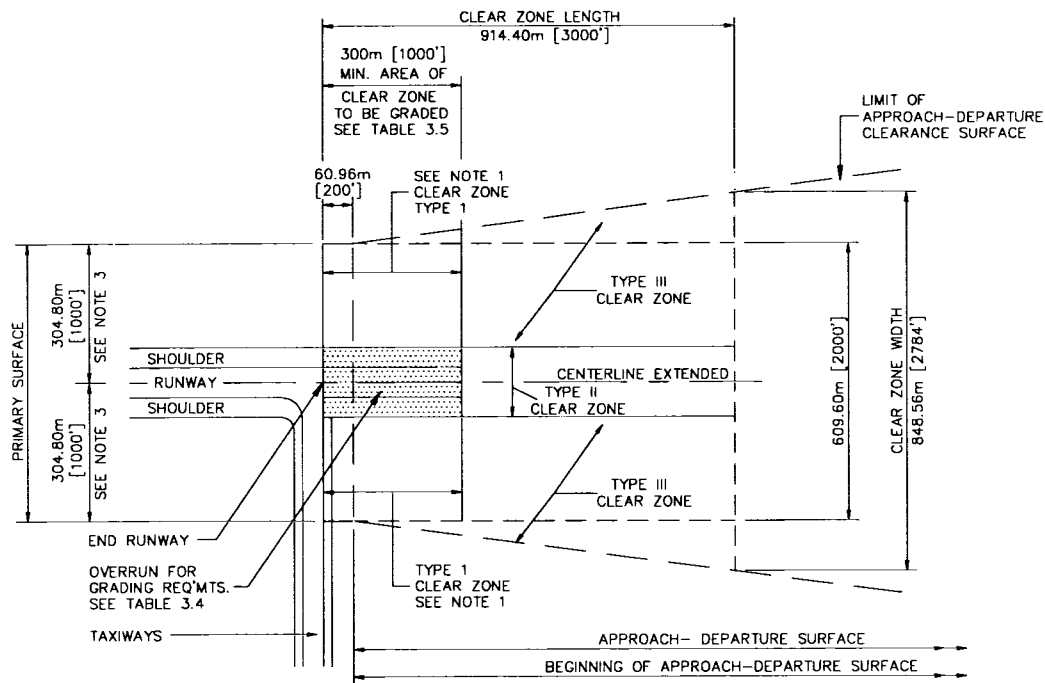 CLEAR ZONE LENGTH
914.40m [3000']
300m [1000']
MIN. AREA OF
CLEAR ZONE
TO BE GRADED
SEE TABLE 3.5
LIMIT OF
APPROACH-DEPARTURE
CLEARANCE SURFACE
60.96m
[200']
SEE NOTE 1
CLEAR ZONE
TYPE 1
PRIMARY SURFACE
304.80m
[1000']
SEE NOTE 3
304.80m
[1000']
SEE NOTE 3
TYPE III
CLEAR ZONE
SHOULDER
RUNWAY
SHOULDER
CENTERLINE EXTENDED
TYPE II
CLEAR ZONE
609.60m [2000']
CLEAR ZONE WIDTH
848.56m [2784']
TYPE III
CLEAR ZONE
END RUNWAY
OVERRUN FOR
GRADING REQ'MTS.
SEE TABLE 3.4
TYPE 1
CLEAR ZONE
SEE NOTE 1
TAXIWAYS
APPROACH- DEPARTURE SURFACE
BEGINNING OF APPROACH-DEPARTURE SURFACE